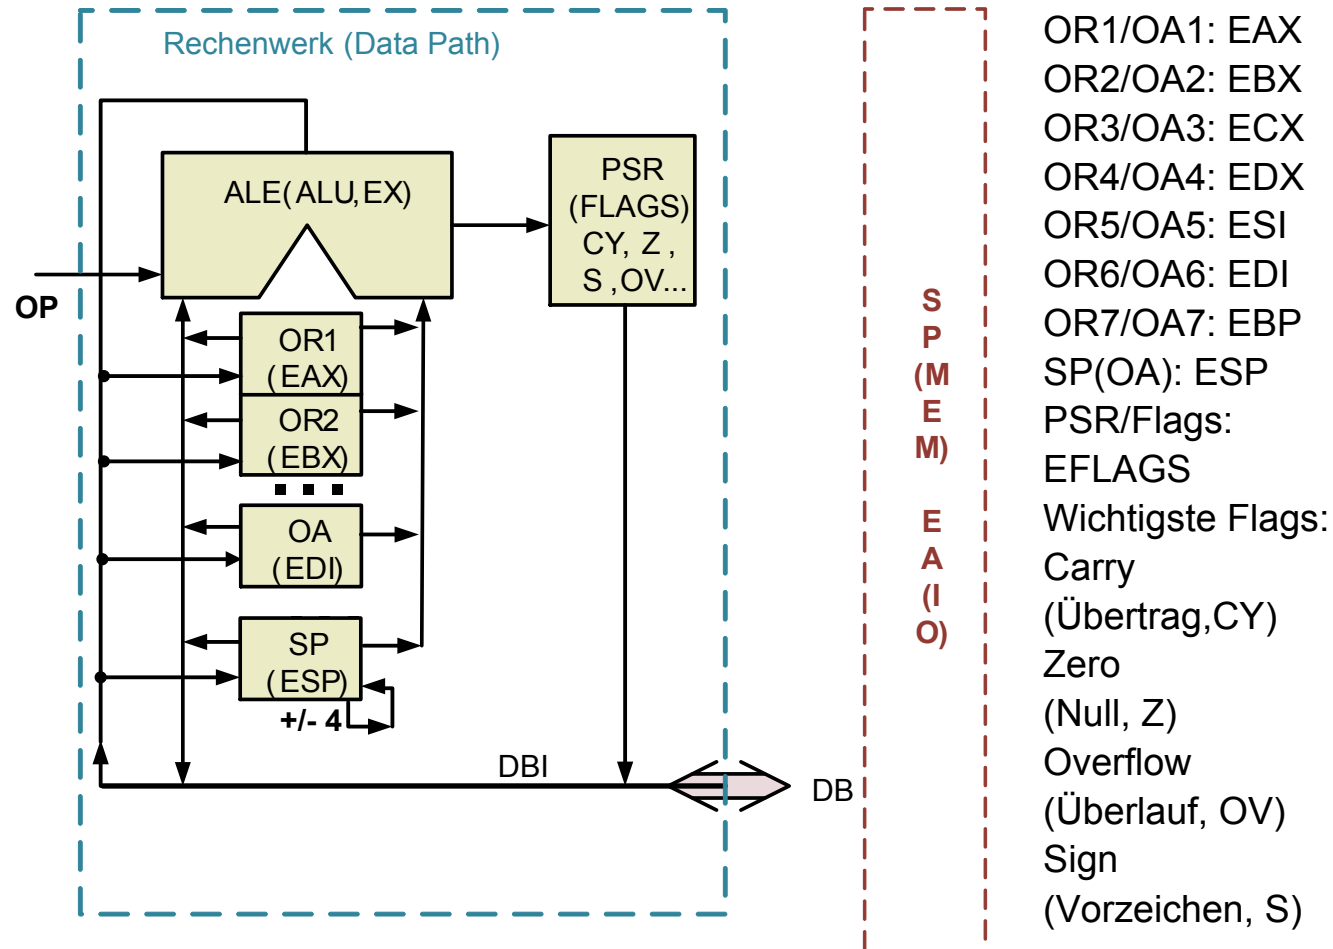 Rechenwerk (Data Path)
ALE(ALU,EX)
PSR
(FLAGS)
CY, Z ,
S ,OV...
OP
OR1
(EAX)
OR2
(EBX)
OA
(EDI)
SP
(ESP)
+/- 4
DBI
DB
S
P
(M
E
M)
E
A
(I
O)
OR1/OA1: EAX
OR2/OA2: EBX
OR3/OA3: ECX
OR4/OA4: EDX
OR5/OA5: ESI
OR6/OA6: EDI
OR7/OA7: EBP
SP(OA): ESP
PSR/Flags:
EFLAGS
Wichtigste Flags:
Carry
(Übertrag,CY)
Zero
(Null, Z)
Overflow
(Überlauf, OV)
Sign
(Vorzeichen, S)